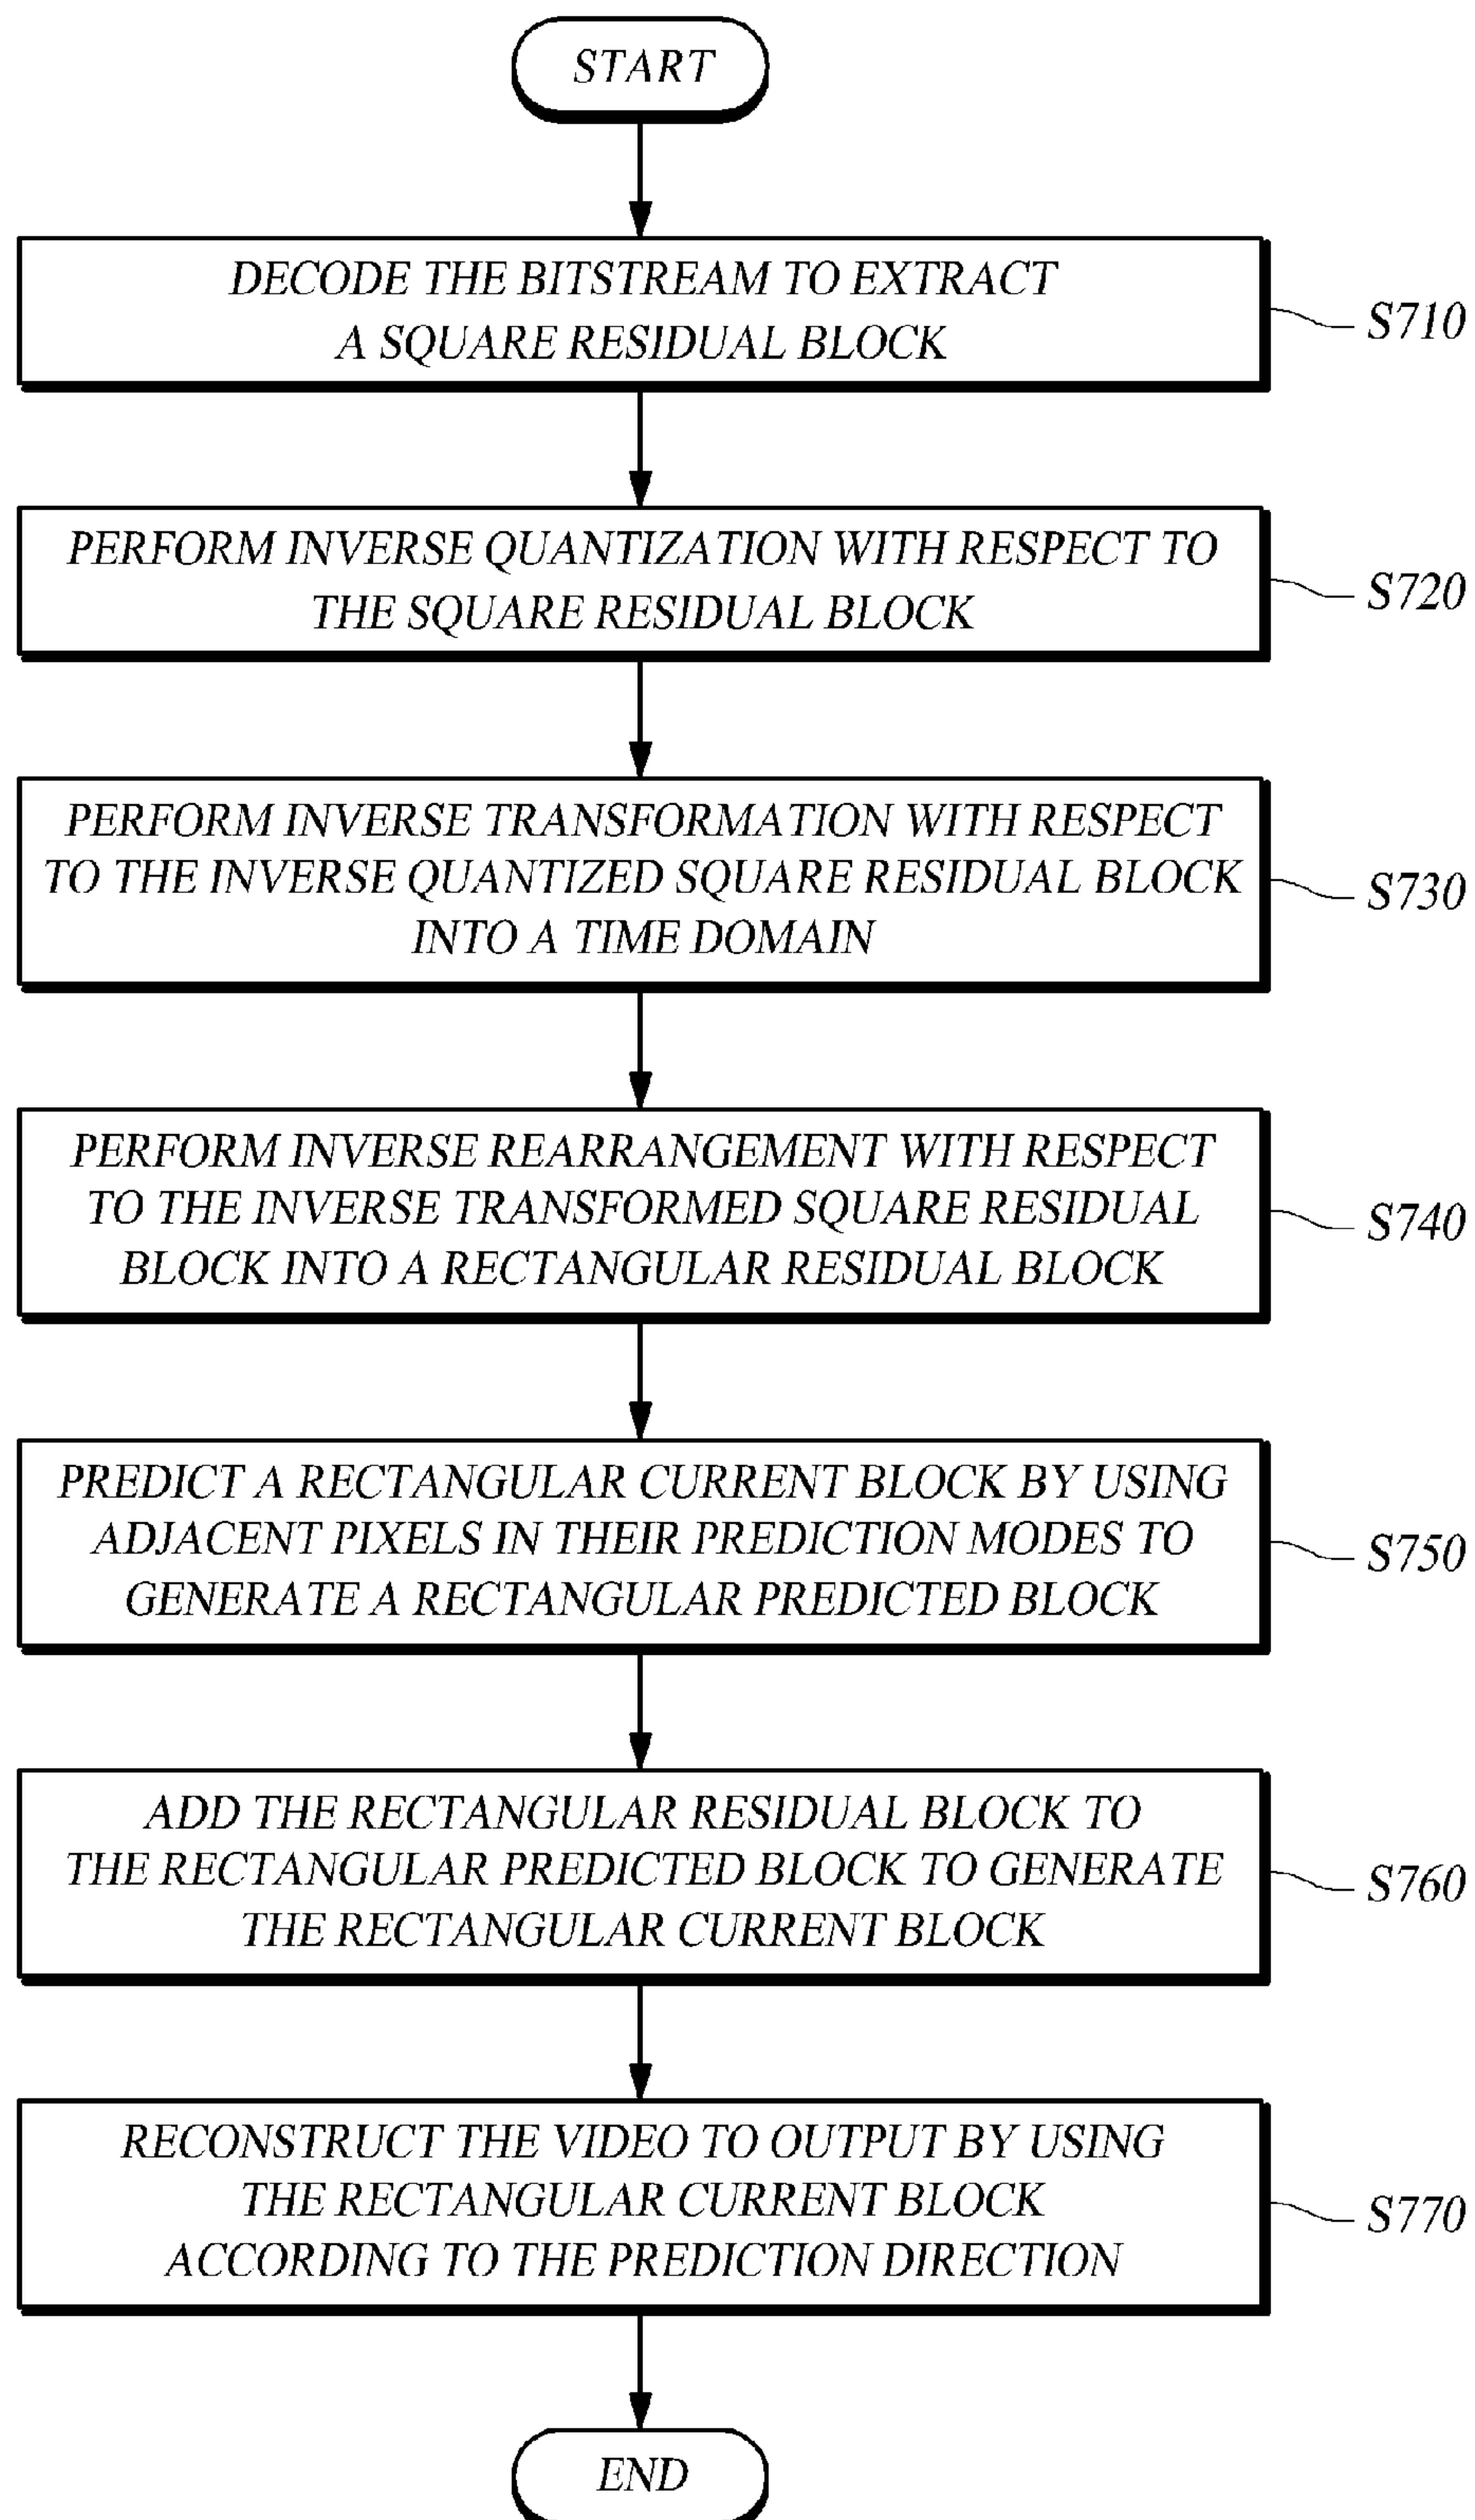 START
DECODE THE BITSTREAM TO EXTRACT
A SQUARE RESIDUAL BLOCK
S710
PERFORM INVERSE QUANTIZATION WITH RESPECT TO
THE SQUARE RESIDUAL BLOCK
S720
PERFORM INVERSE TRANSFORMATION WITH RESPECT
TO THE INVERSE QUANTIZED SQUARE RESIDUAL BLOCK
INTO A TIME DOMAIN
S730
PERFORM INVERSE REARRANGEMENT WITH RESPECT
TO THE INVERSE TRANSFORMED SQUARE RESIDUAL
BLOCK INTO A RECTANGULAR RESIDUAL BLOCK
S740
PREDICT A RECTANGULAR CURRENT BLOCK BY USING
ADJACENT PIXELS IN THEIR PREDICTION MODES TO
GENERATE A RECTANGULAR PREDICTED BLOCK
S750
ADD THE RECTANGULAR RESIDUAL BLOCK TO
THE RECTANGULAR PREDICTED BLOCK TO GENERATE
THE RECTANGULAR CURRENT BLOCK
S760
RECONSTRUCT THE VIDEO TO OUTPUT BY USING
THE RECTANGULAR CURRENT BLOCK
ACCORDING TO THE PREDICTION DIRECTION
S770
END